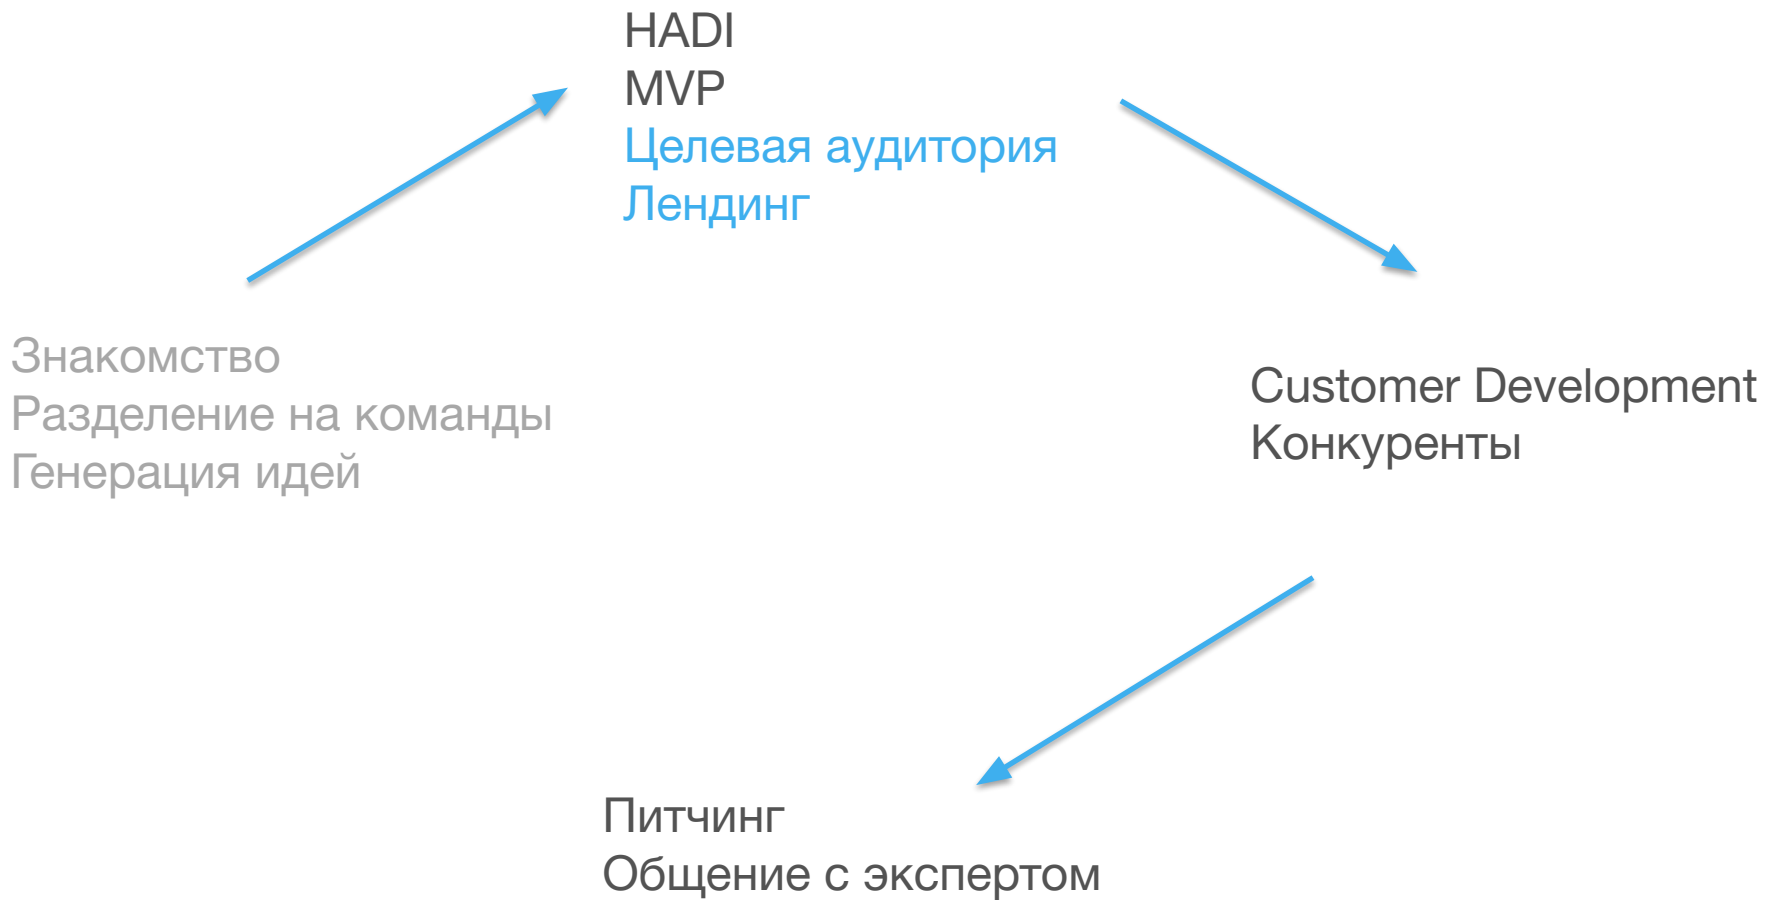 HADI
MVP
Целевая аудитория
Лендинг
Знакомство
Разделение на команды
Генерация идей
Customer Development
Конкуренты
Питчинг
Общение с экспертом